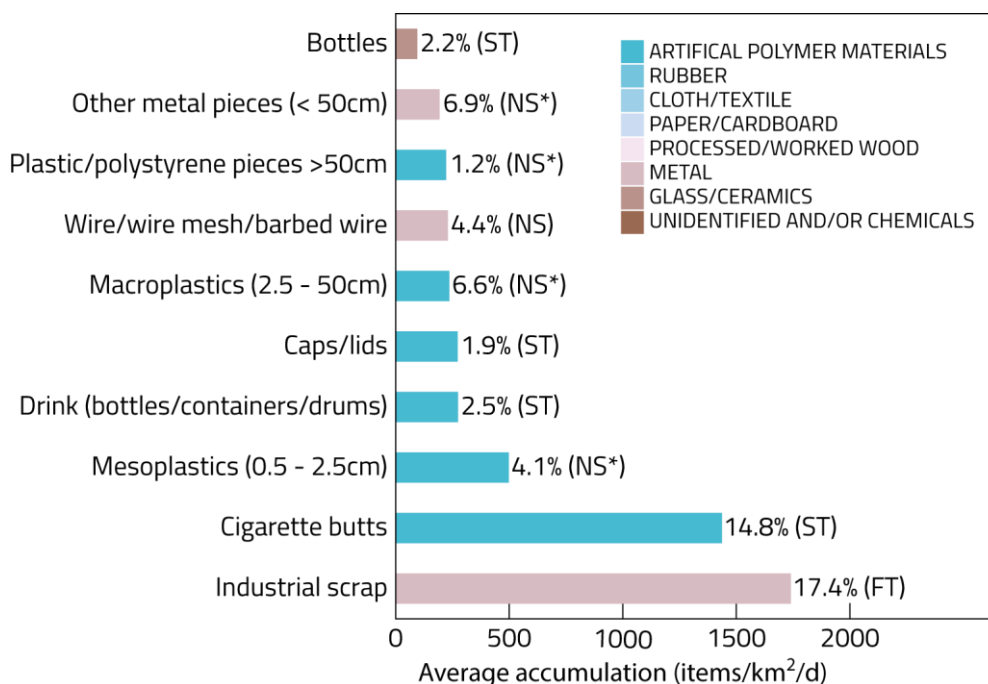 Bottles
2.2% (ST)
Other metal pieces (< 50cm)
6.9% (NS*)
Plastic/polystyrene pieces >50cm
1.2% (NS*)
Wire/wire mesh/barbed wire
4.4% (NS)
Macroplastics (2.5 - 50cm)
6.6% (NS*)
Caps/lids
1.9% (ST)
Drink (bottles/containers/drums)
2.5% (ST)
Mesoplastics (0.5 - 2.5cm)
4.1% (NS*)
Cigarette butts
14.8% (ST)
Industrial scrap
17.4% (FT)
ARTIFICAL POLYMER MATERIALS
RUBBER
CLOTH/TEXTILE
PAPER/CARDBOARD
PROCESSED/WORKED WOOD
METAL
GLASS/CERAMICS
UNIDENTIFIED AND/OR CHEMICALS
0 500 1000 1500 2000
Average accumulation (items/km²/d)